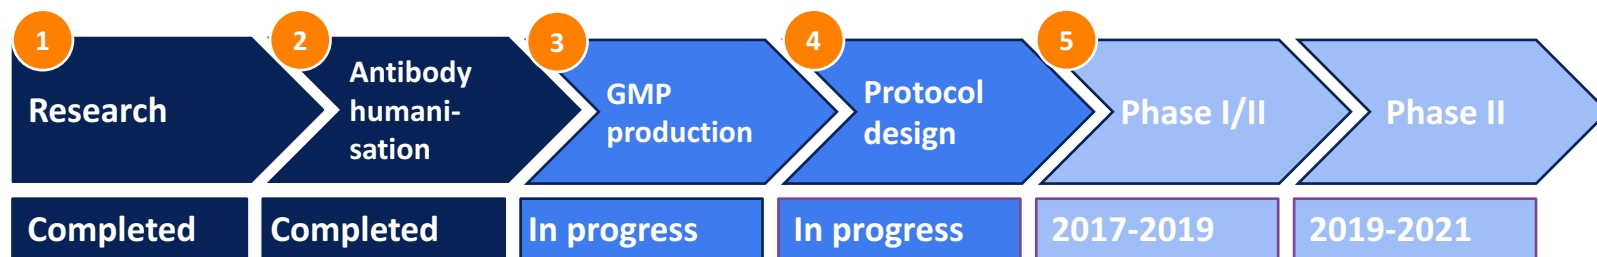 1
Research
2
Antibody
humani-
sation
3
GMP
production
4
Protocol
design
5
Phase I/II
Phase II
Completed
Completed
In progress
In progress
2017-2019
2019-2021